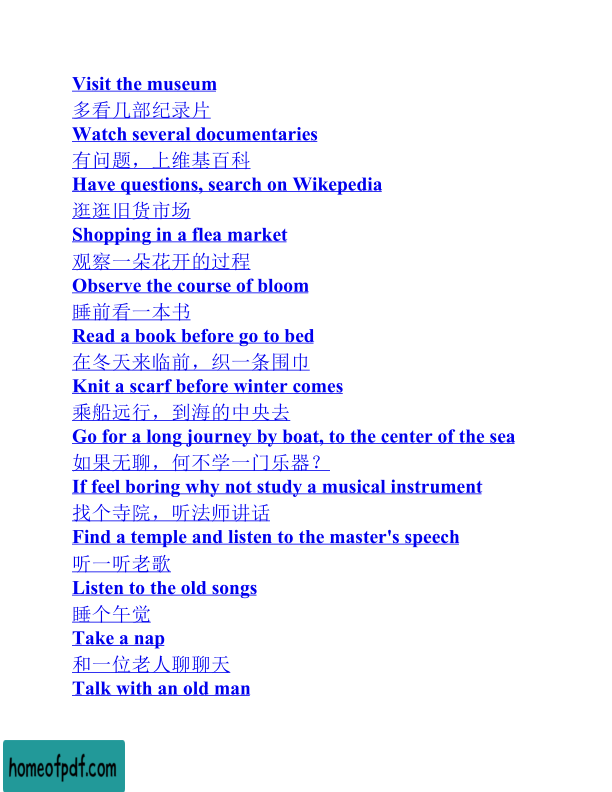 Visit the museum
多看几部纪录片
Watch several documentaries
有问题，上维基百科
Have questions, search on Wikepedia
逛逛旧货市场
Shopping in a flea market
观察一朵花开的过程
Observe the course of bloom
睡前看一本书
Read a book before go to bed
在冬天来临前，织一条围巾
Knit a scarf before winter comes
乘船远行，到海的中央去
Go for a long journey by boat, to the center of the sea
如果无聊，何不学一门乐器？
If feel boring why not study a musical instrument
找个寺院，听法师讲话
Find a temple and listen to the master's speech
听一听老歌
Listen to the old songs
睡个午觉
Take a nap
和一位老人聊聊天
Talk with an old man
homeofpdf.com